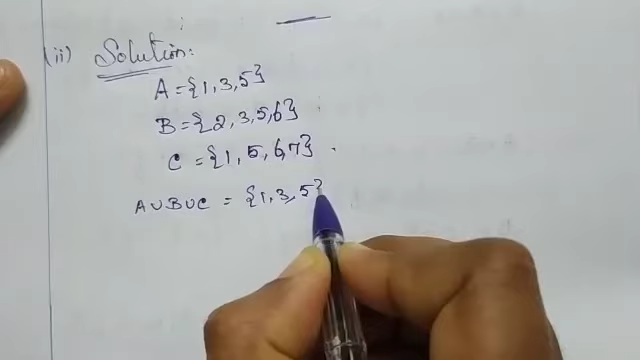 (ii) Solution:
A = {1, 3, 5}
B = {2, 3, 5, 6}
C = {1, 5, 6, 7}
A∪B∪C = {1, 3, 5}